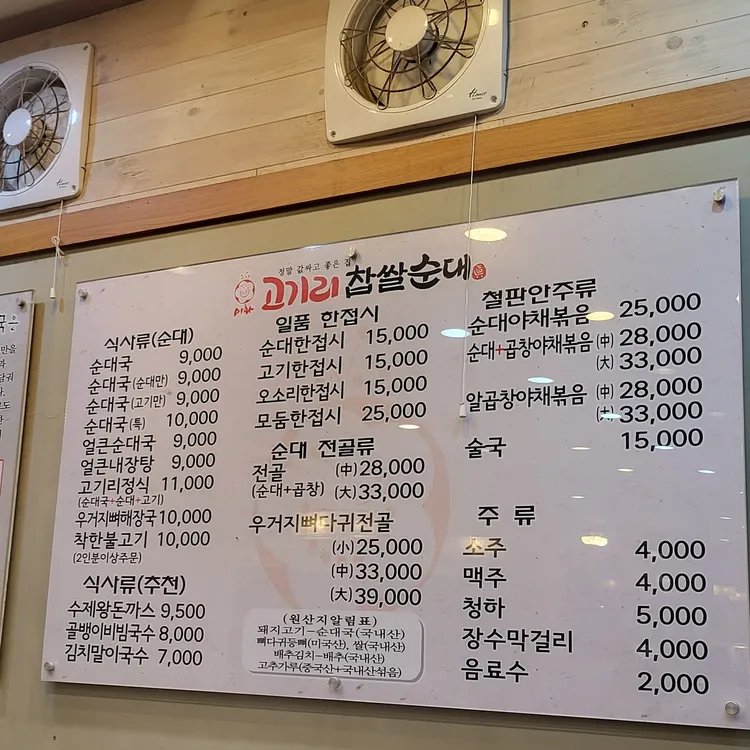 정말 값싸고 좋은 집
미화 고기리 찹쌀순대
식사류(순대)
순대국 9,000
순대국(순대만) 9,000
순대국(고기만) 9,000
순대국(특) 10,000
얼큰순대국 9,000
얼큰내장탕 9,000
고기리정식 11,000
(순대국+순대+고기)
우거지뼈해장국 10,000
착한불고기 10,000
(2인분이상주문)
식사류(추천)
수제왕돈까스 9,500
골뱅이비빔국수 8,000
김치말이국수 7,000
일품 한접시
순대한접시 15,000
고기한접시 15,000
오소리한접시 15,000
모둠한접시 25,000
순대 전골류
전골 (中) 28,000
(순대+곱창) (大) 33,000
우거지뼈다귀전골
(小) 25,000
(中) 33,000
(大) 39,000
(원산지알림표)
돼지고기-순대국(국내산)
뼈다귀등뼈(미국산), 쌀(국내산)
배추김치-배추(국내산)
고추가루(중국산+국내산섞음)
철판안주류
순대야채볶음 25,000
순대+곱창야채볶음 (中) 28,000
(大) 33,000
알곱창야채볶음 (中) 28,000
(大) 33,000
술국 15,000
주 류
소주 4,000
맥주 4,000
청하 5,000
장수막걸리 4,000
음료수 2,000